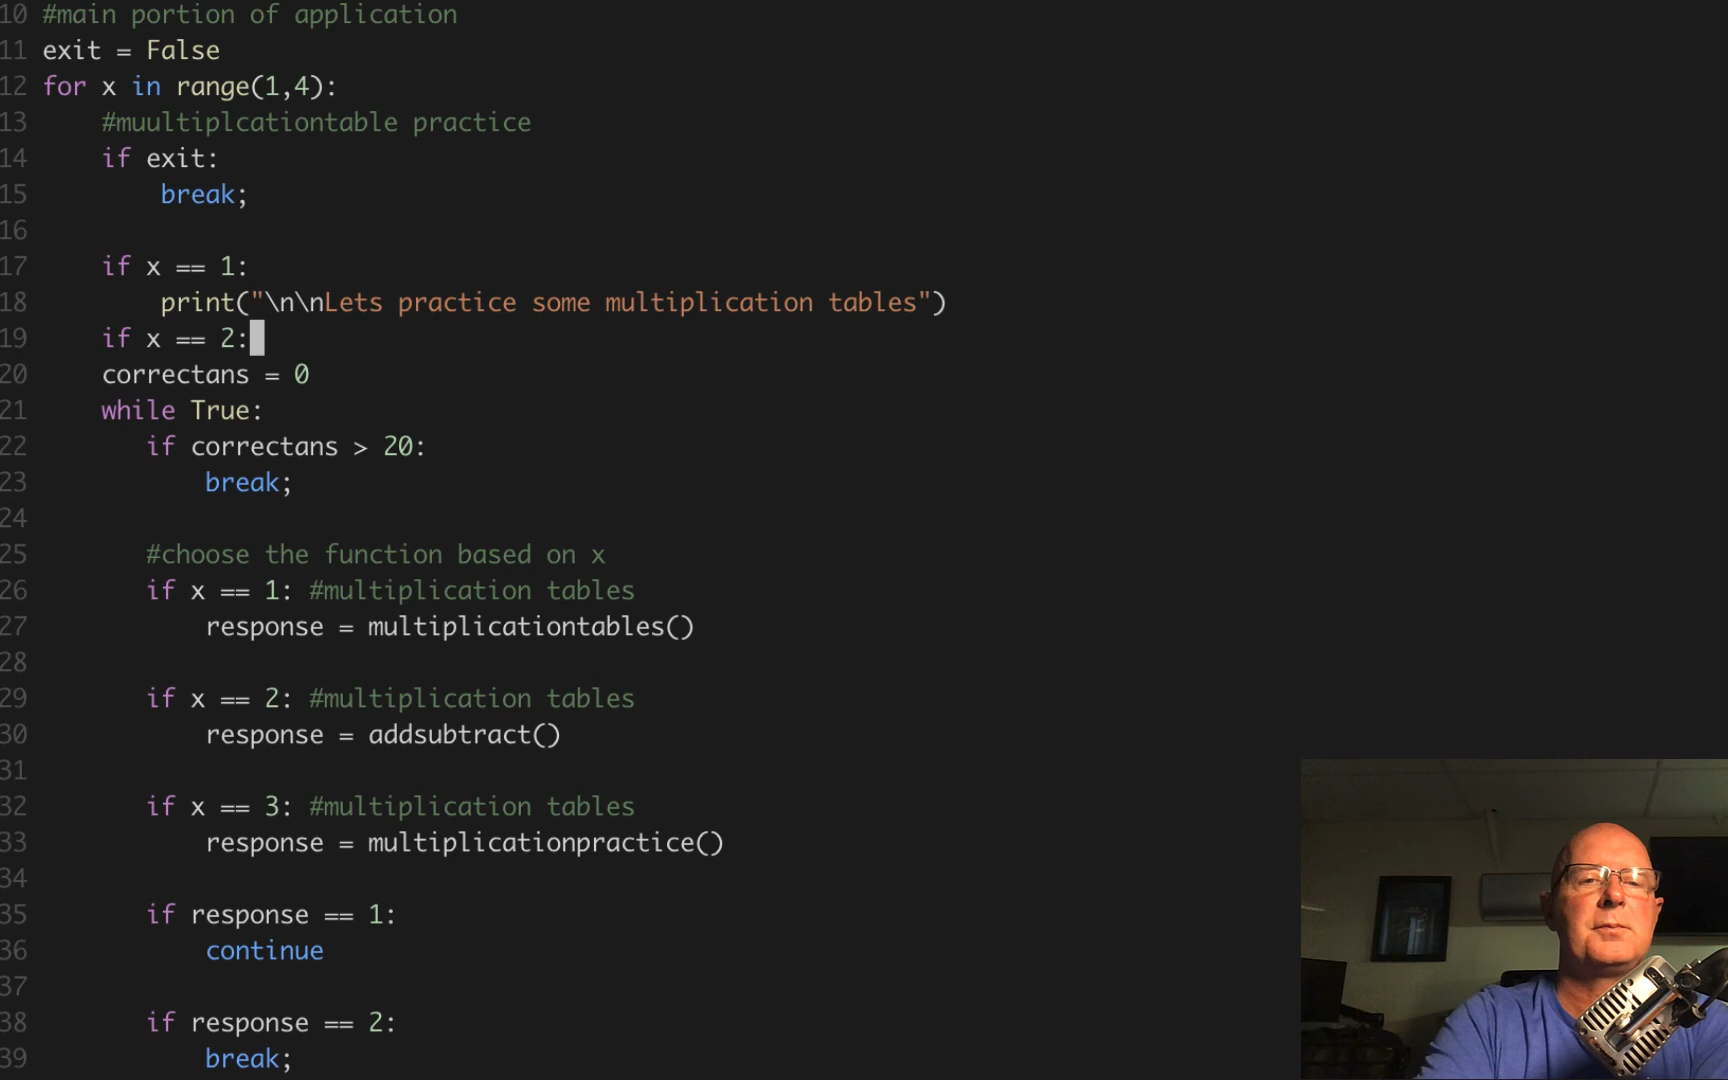 10 #main portion of application
11 exit = False
12 for x in range(1,4):
13     #muultiplcationtable practice
14     if exit:
15         break;
16
17     if x == 1:
18         print("\n\nLets practice some multiplication tables")
19     if x == 2:
20     correctans = 0
21     while True:
22        if correctans > 20:
23            break;
24
25        #choose the function based on x
26        if x == 1: #multiplication tables
27            response = multiplicationtables()
28
29        if x == 2: #multiplication tables
30            response = addsubtract()
31
32        if x == 3: #multiplication tables
33            response = multiplicationpractice()
34
35        if response == 1:
36            continue
37
38        if response == 2:
39            break;